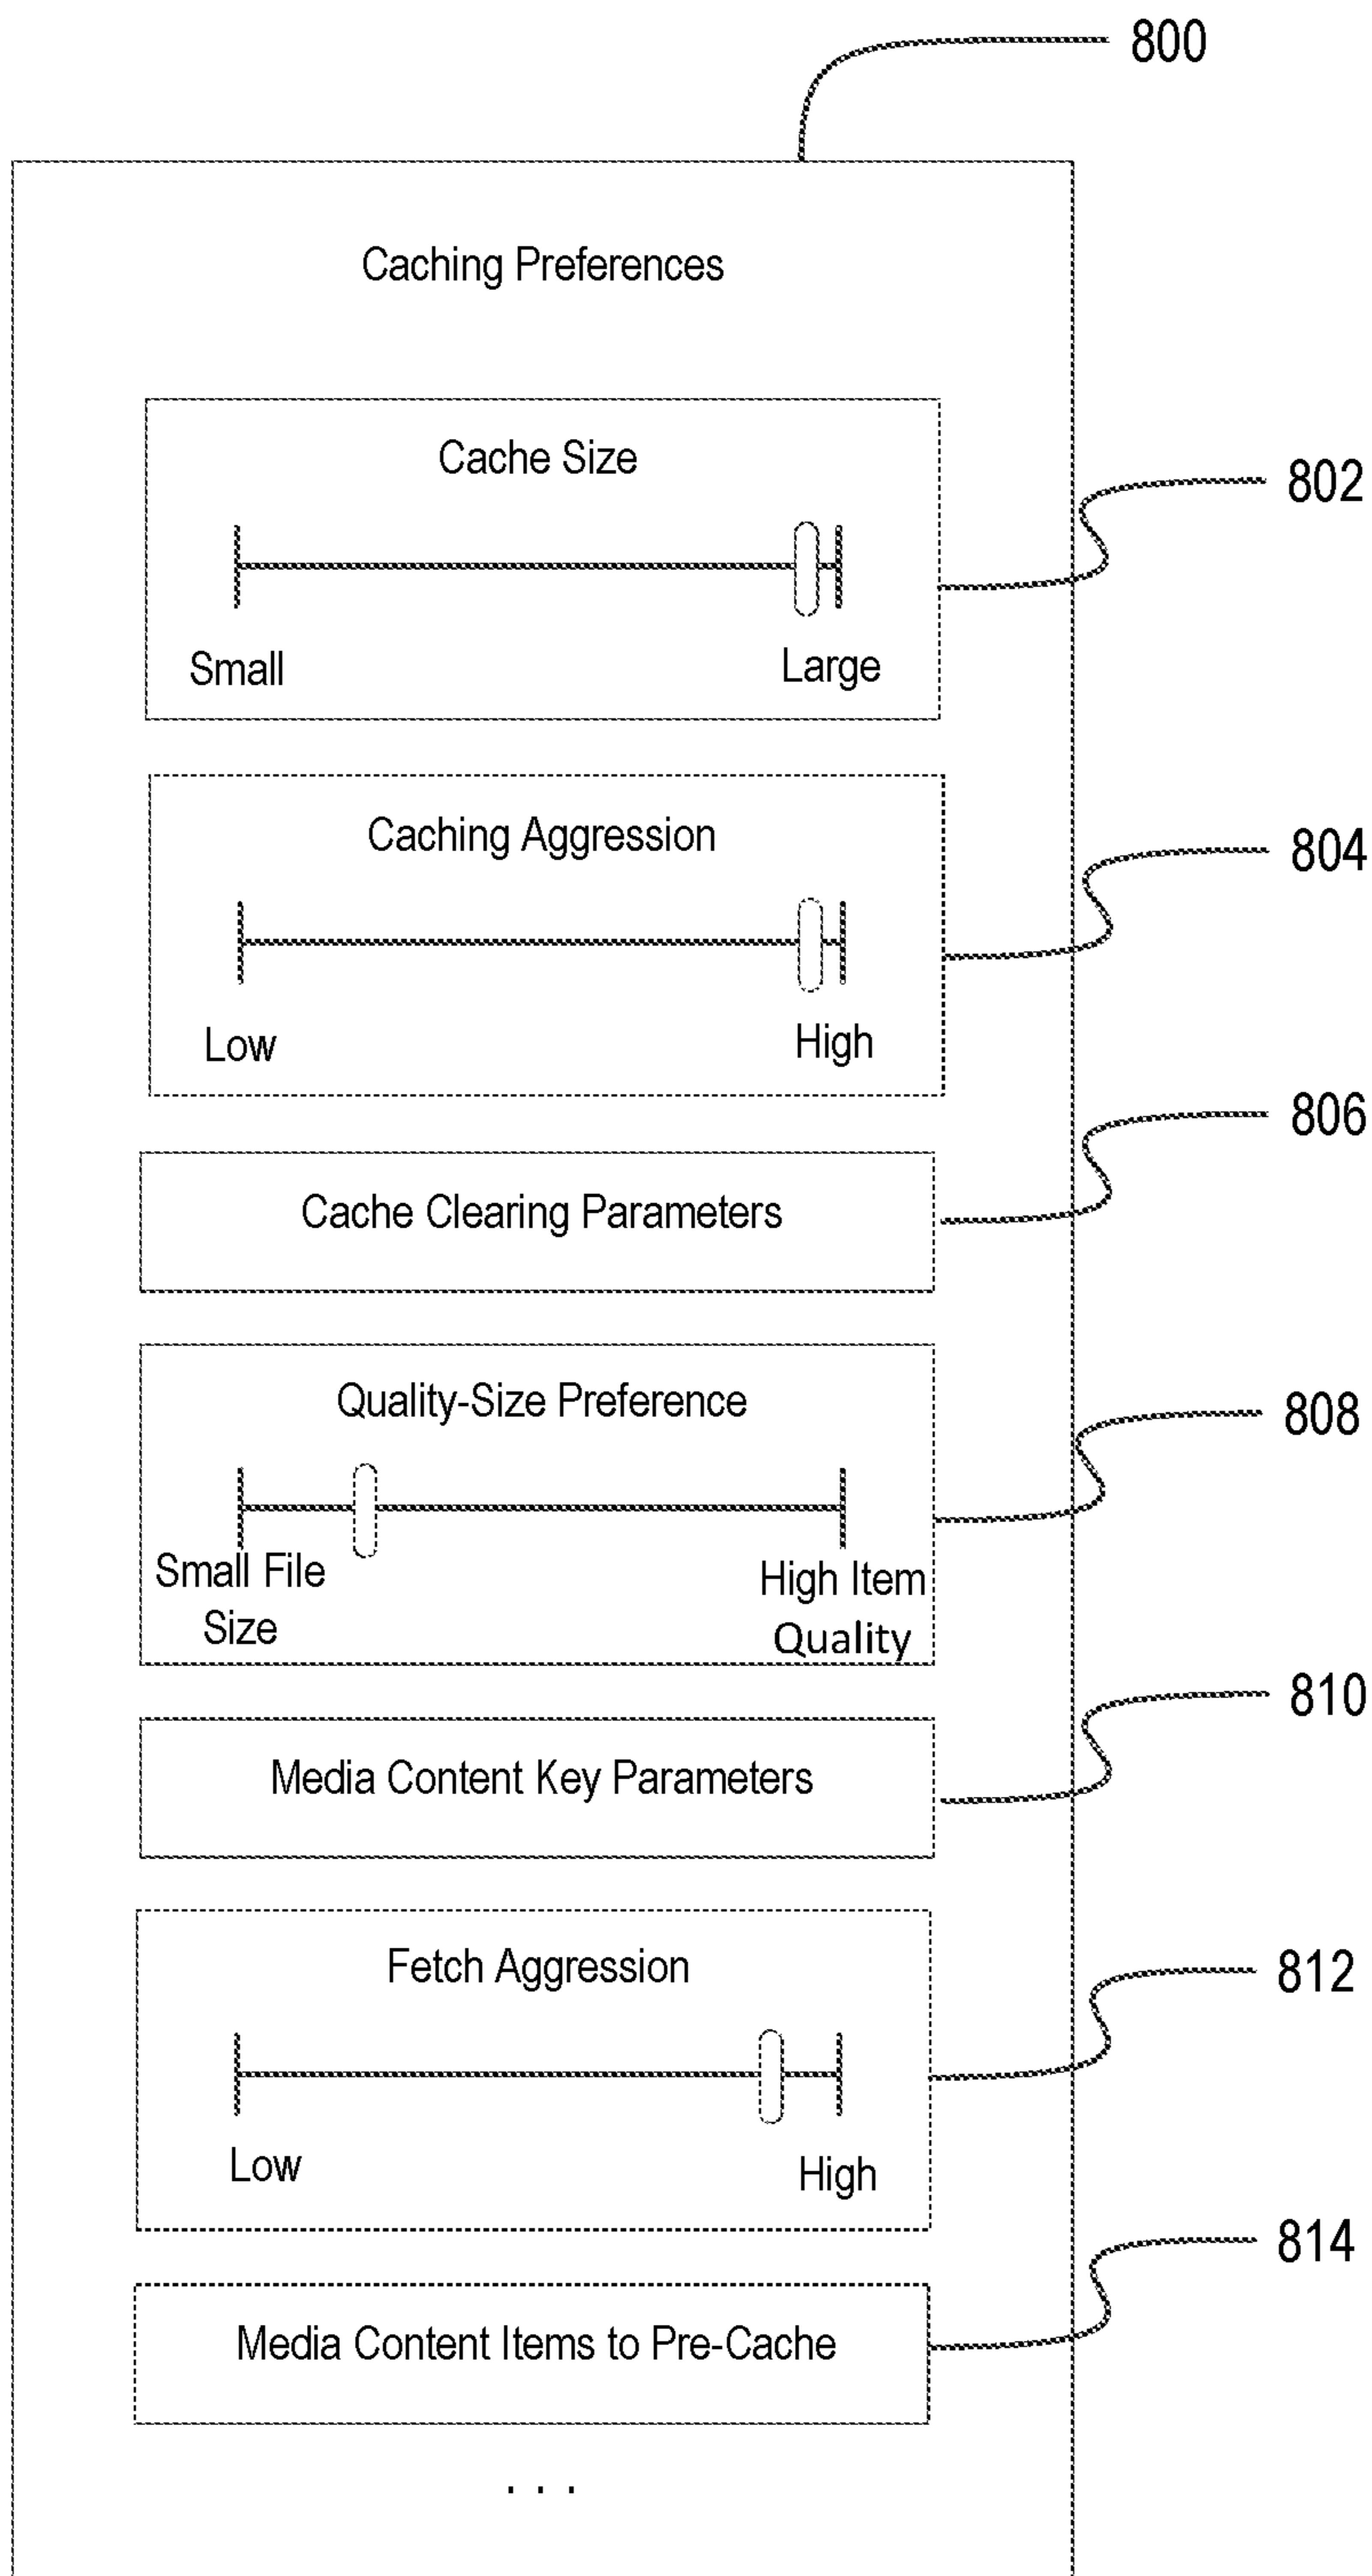 800
Caching Preferences
Cache Size
802
Small
Large
Caching Aggression
804
Low
High
806
Cache Clearing Parameters
Quality-Size Preference
808
Small File
Size
High Item
Quality
810
Media Content Key Parameters
Fetch Aggression
812
Low
High
814
Media Content Items to Pre-Cache
. . .